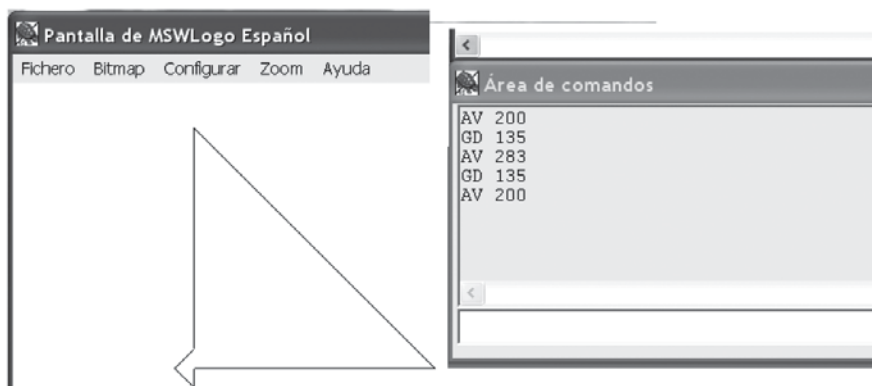 Pantalla de MSWLogo Español
Fichero Bitmap Configurar Zoom Ayuda
Área de comandos
AV 200
GD 135
AV 283
GD 135
AV 200